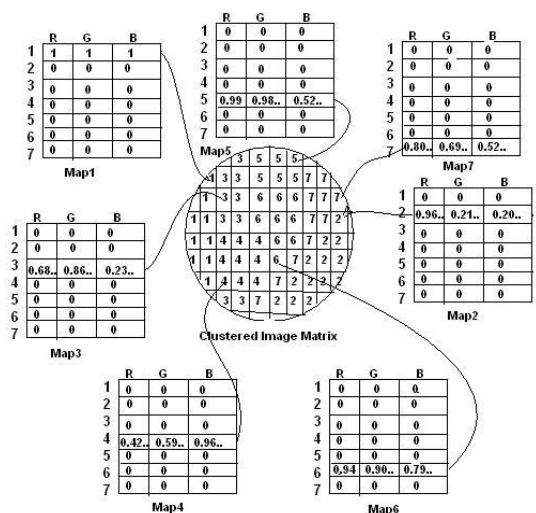 R G B
1 1 1 1
2 0 0 0
3 0 0 0
4 0 0 0
5 0 0 0
6 0 0 0
7 0 0 0
Map1
R G B
1 0 0 0
2 0 0 0
3 0 0 0
4 0 0 0
5 0.99 0.98.. 0.52..
6 0 0 0
7 0 0 0
Map5
R G B
1 0 0 0
2 0 0 0
3 0 0 0
4 0 0 0
5 0 0 0
6 0 0 0
7 0.80.. 0.69.. 0.52..
Map7
3 5 5 5
1 3 3 5 5 5 7 7
1 3 3 6 6 6 7 7 7
1 1 3 3 6 6 6 7 7 2
1 1 4 4 4 6 6 7 2 2
1 1 4 4 4 6 7 2 2
1 4 4 4 7 2 2 2
3 3 7 2 2 2
Clustered Image Matrix
R G B
1 0 0 0
2 0.96.. 0.21.. 0.20..
3 0 0 0
4 0 0 0
5 0 0 0
6 0 0 0
7 0 0 0
Map2
R G B
1 0 0 0
2 0 0 0
3 0.68.. 0.86.. 0.23..
4 0 0 0
5 0 0 0
6 0 0 0
7 0 0 0
Map3
R G B
1 0 0 0
2 0 0 0
3 0 0 0
4 0.42.. 0.59.. 0.96..
5 0 0 0
6 0 0 0
7 0 0 0
Map4
R G B
1 0 0 0
2 0 0 0
3 0 0 0
4 0 0 0
5 0 0 0
6 0,94 0.90.. 0.79..
7 0 0 0
Map6